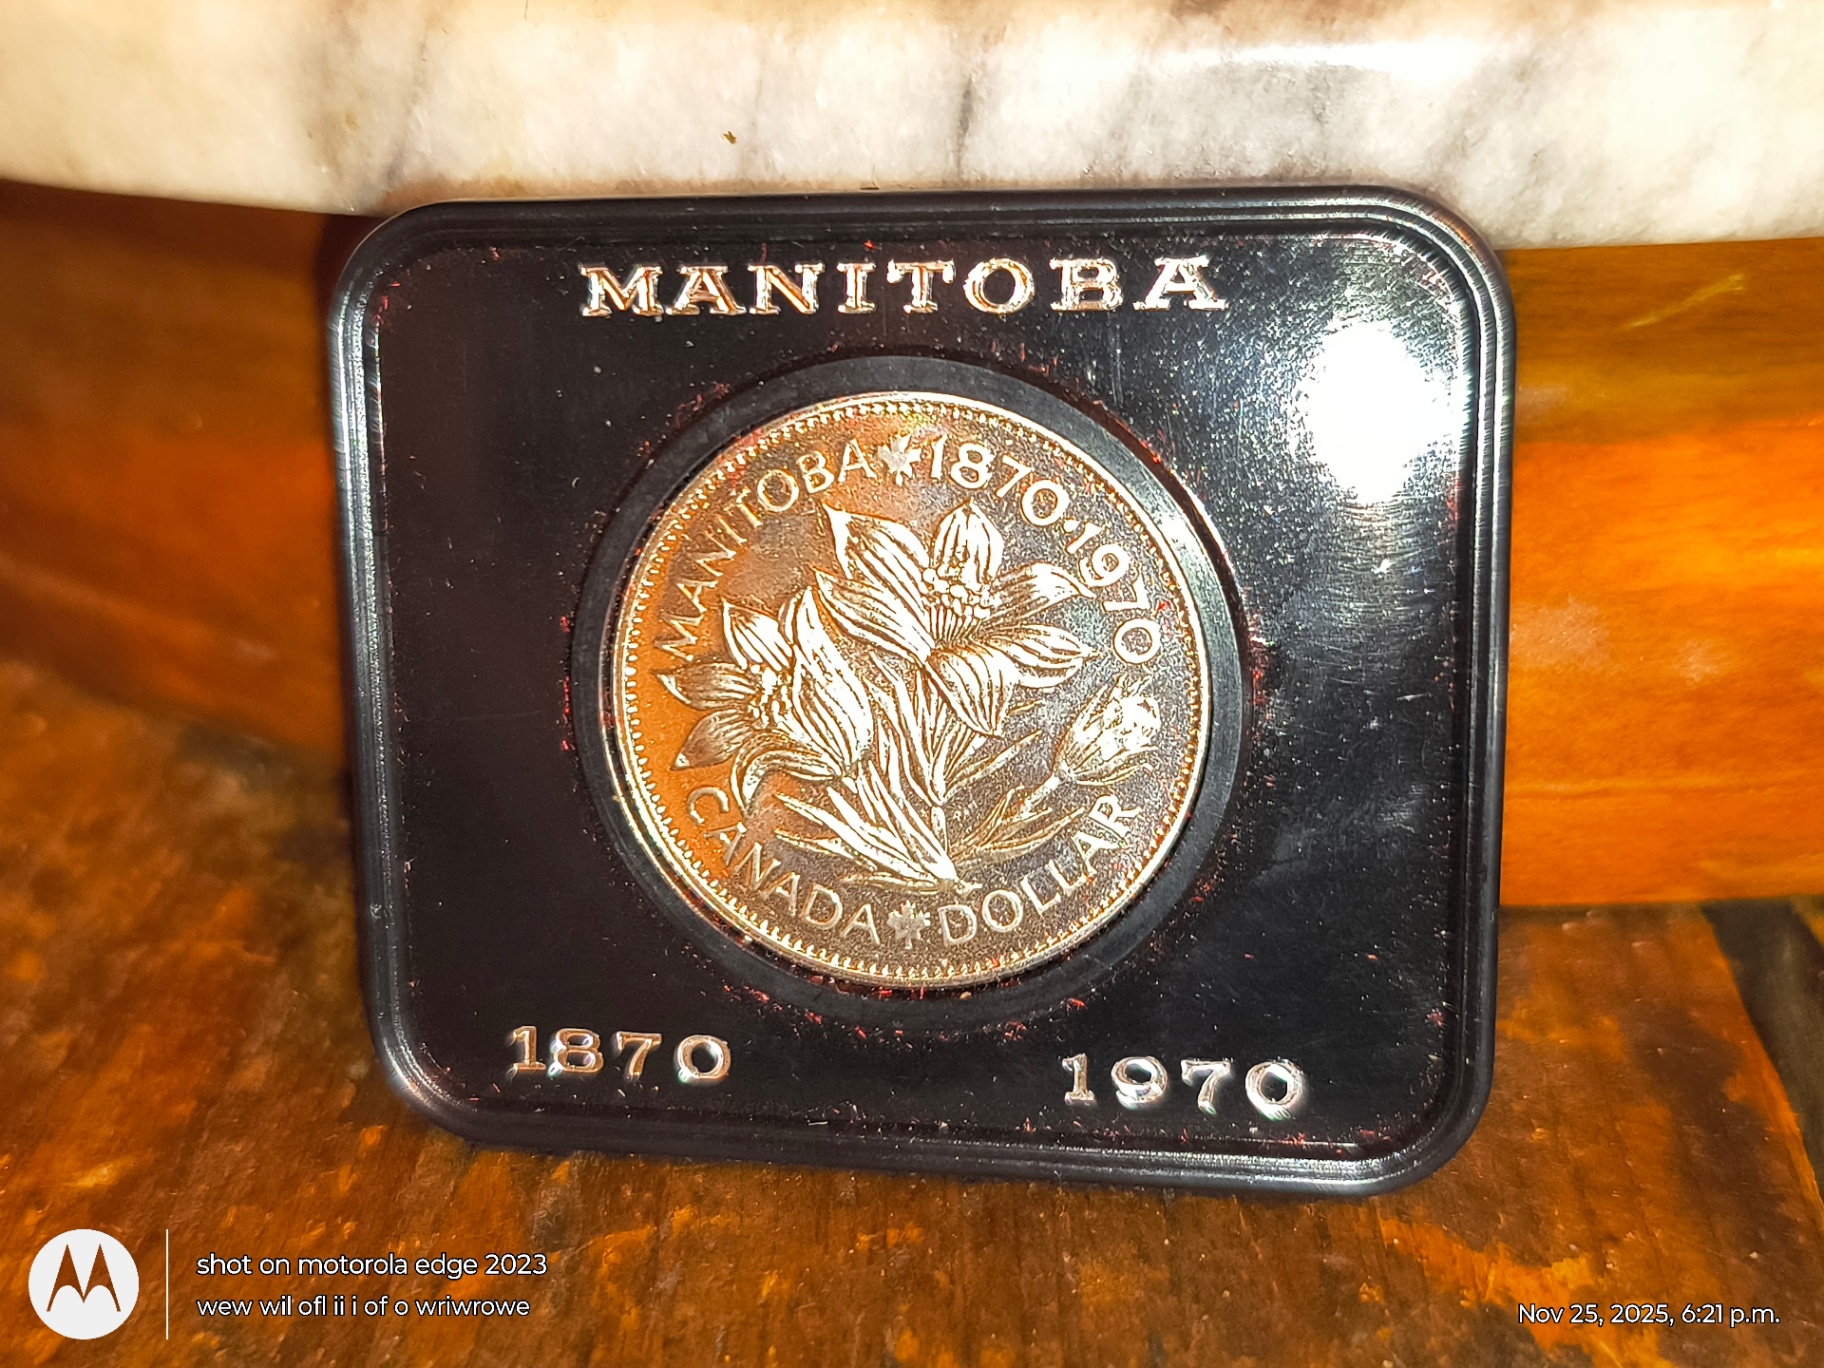 MANITOBA
MANITOBA 1870·1970
CANADA DOLLAR
1870 1970
shot on motorola edge 2023
wew wil ofl ii i of o wriwrowe
Nov 25, 2025, 6:21 p.m.